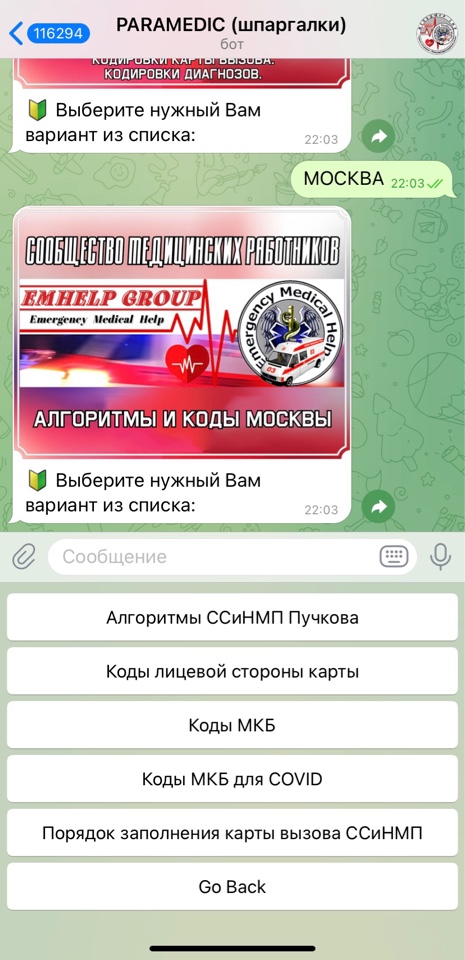 116294
PARAMEDIC (шпаргалки)
бот
КОДИРОВКИ КАРТЫ ВЫЗОВА.
КОДИРОВКИ ДИАГНОЗОВ.
Выберите нужный Вам
вариант из списка:
22:03
МОСКВА 22:03
СООБЩЕСТВО МЕДИЦИНСКИХ РАБОТНИКОВ
EMHELP GROUP
Emergency Medical Help
Emergency Medical Help
03
АЛГОРИТМЫ И КОДЫ МОСКВЫ
Выберите нужный Вам
вариант из списка:
22:03
Сообщение
Алгоритмы ССиНМП Пучкова
Коды лицевой стороны карты
Коды МКБ
Коды МКБ для COVID
Порядок заполнения карты вызова ССиНМП
Go Back